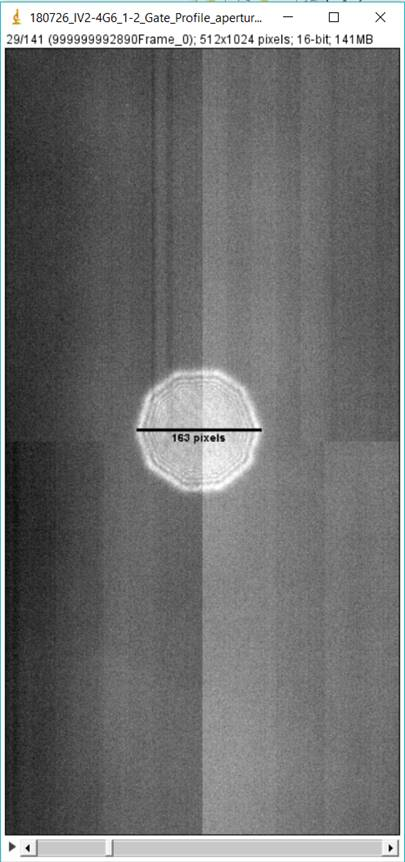 180726_IV2-4G6_1-2_Gate_Profile_apertur...
29/141 (999999992890Frame_0); 512x1024 pixels; 16-bit; 141MB
163 pixels